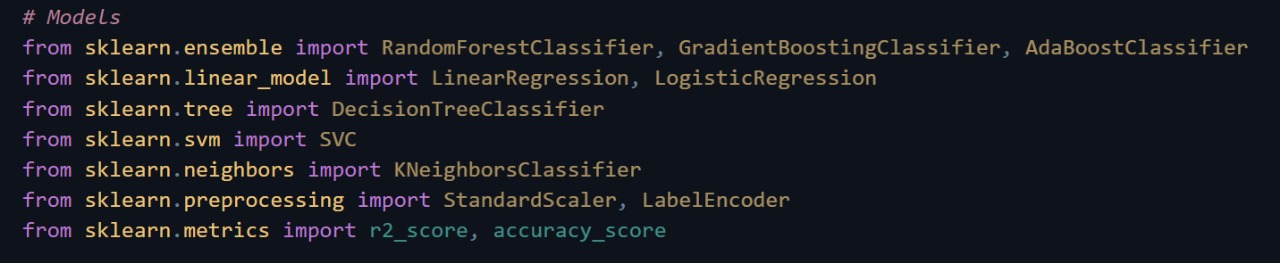 # Models
from sklearn.ensemble import RandomForestClassifier, GradientBoostingClassifier, AdaBoostClassifier
from sklearn.linear_model import LinearRegression, LogisticRegression
from sklearn.tree import DecisionTreeClassifier
from sklearn.svm import SVC
from sklearn.neighbors import KNeighborsClassifier
from sklearn.preprocessing import StandardScaler, LabelEncoder
from sklearn.metrics import r2_score, accuracy_score